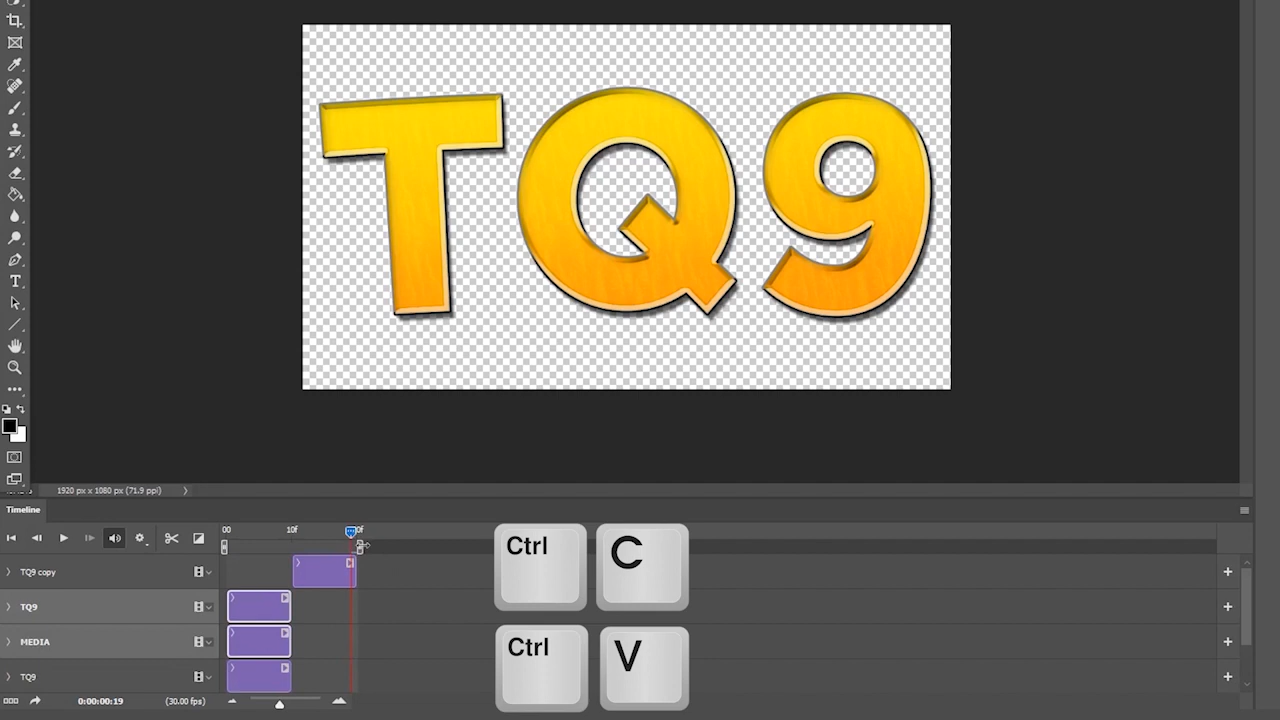 TQ9
1920 px x 1080 px (71.9 ppi)
Timeline
00 10f 0f
TQ9 copy
TQ9
MEDIA
TQ9
0:00:00:19 (30.00 fps)
Ctrl C
Ctrl V